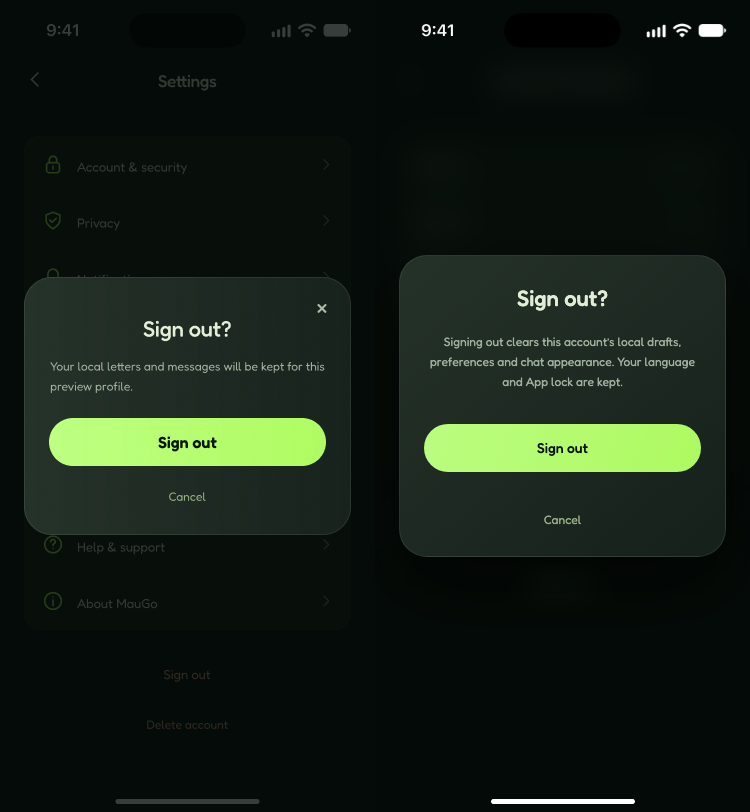 9:41
Settings
Account & security
Privacy
Sign out?
Your local letters and messages will be kept for this
preview profile.
Sign out
Cancel
Help & support
About MauGo
Sign out
Delete account
9:41
Sign out?
Signing out clears this account's local drafts,
preferences and chat appearance. Your language
and App lock are kept.
Sign out
Cancel